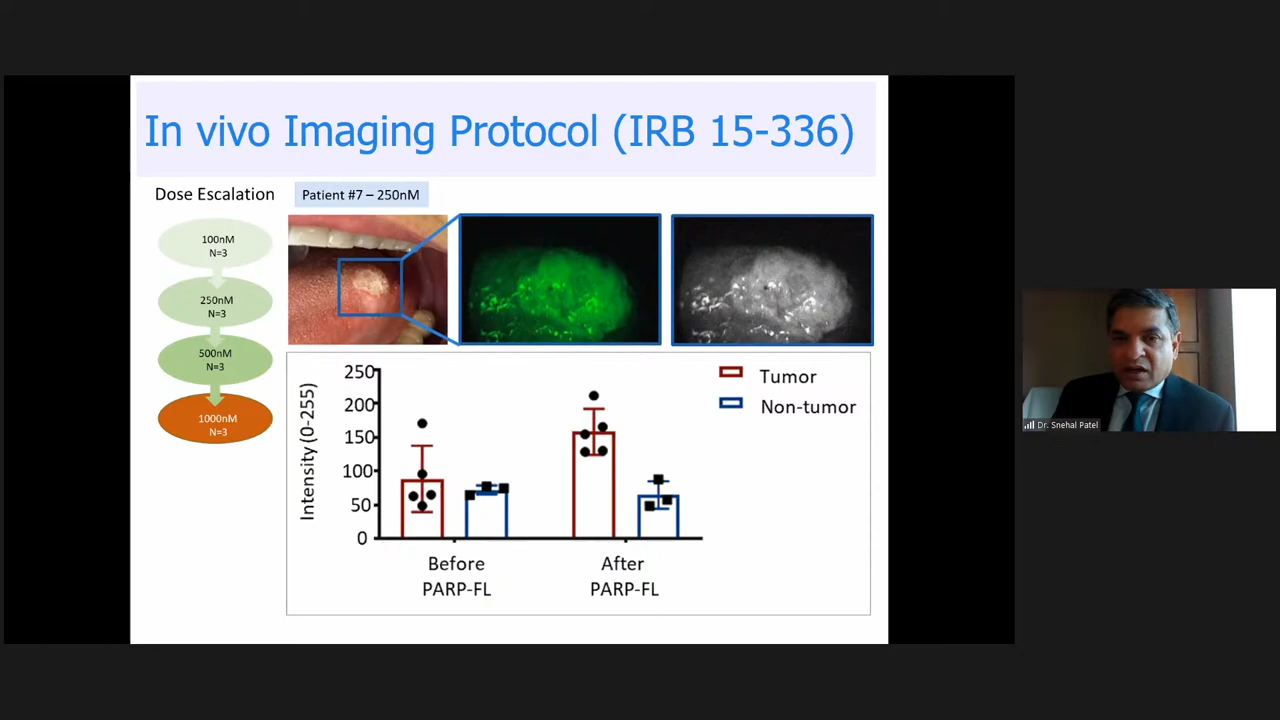 In vivo Imaging Protocol (IRB 15-336)
Dose Escalation
Patient #7 – 250nM
100nM
N=3
250nM
N=3
500nM
N=3
1000nM
N=3
Intensity (0-255)
250
200
150
100
50
0
Tumor
Non-tumor
Before
PARP-FL
After
PARP-FL
Dr. Snehal Patel